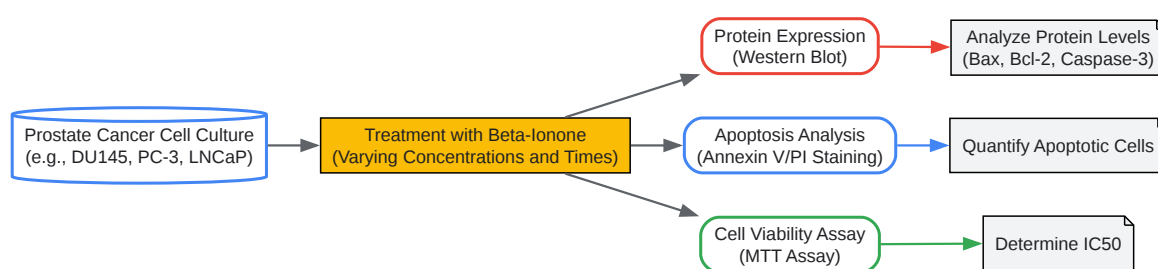 Prostate Cancer Cell Culture
(e.g., DU145, PC-3, LNCaP)
Treatment with Beta-Ionone
(Varying Concentrations and Times)
Protein Expression
(Western Blot)
Analyze Protein Levels
(Bax, Bcl-2, Caspase-3)
Apoptosis Analysis
(Annexin V/PI Staining)
Quantify Apoptotic Cells
Cell Viability Assay
(MTT Assay)
Determine IC50